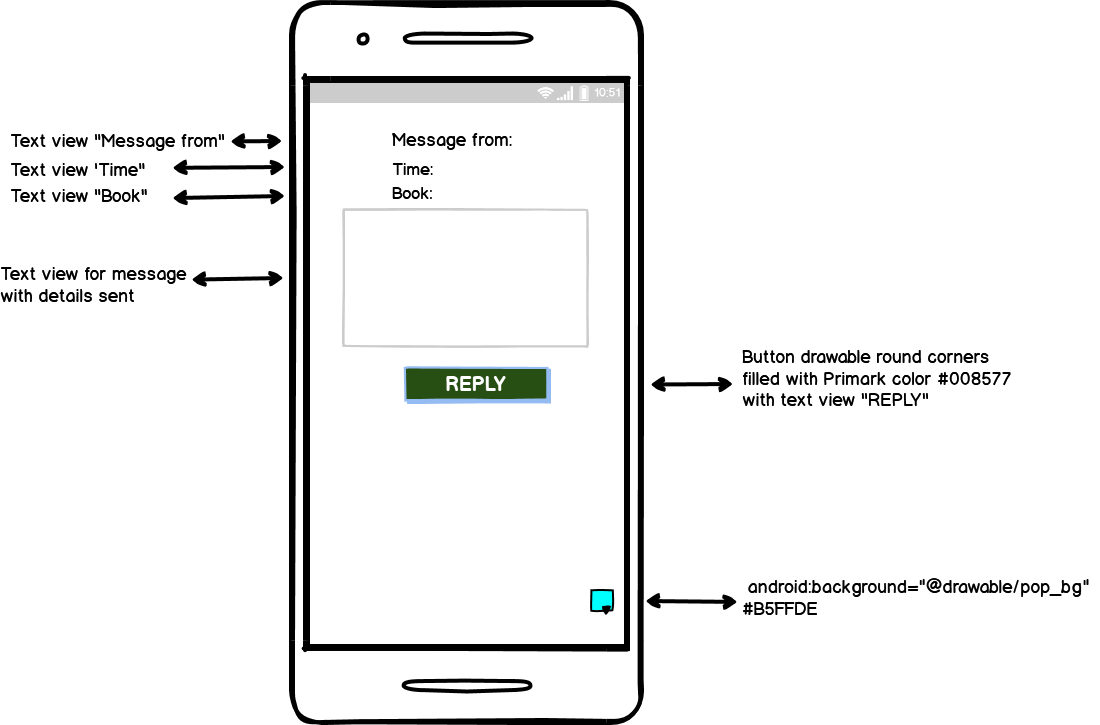 10:51
Text view "Message from"
Message from:
Text view 'Time"
Time:
Text view "Book"
Book:
Text view for message
with details sent
Button drawable round corners
filled with Primark color #008577
with text view "REPLY"
REPLY
android:background="@drawable/pop_bg"
#B5FFDE